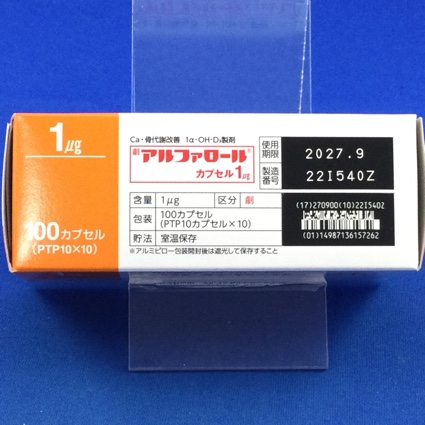 1μg
100カプセル
(PTP10×10)
Ca・骨代謝改善 1α-OH-D₃製剤
劇 アルファロール®
カプセル1μg
使用期限 2027.9
製造番号 22I540Z
含量 1μg 区分 劇
包装 100カプセル
(PTP10カプセル×10)
貯法 室温保存
※アルミピロー包装開封後は遮光して保存すること
(17)270900(10)22I540Z
(01)14987136157262